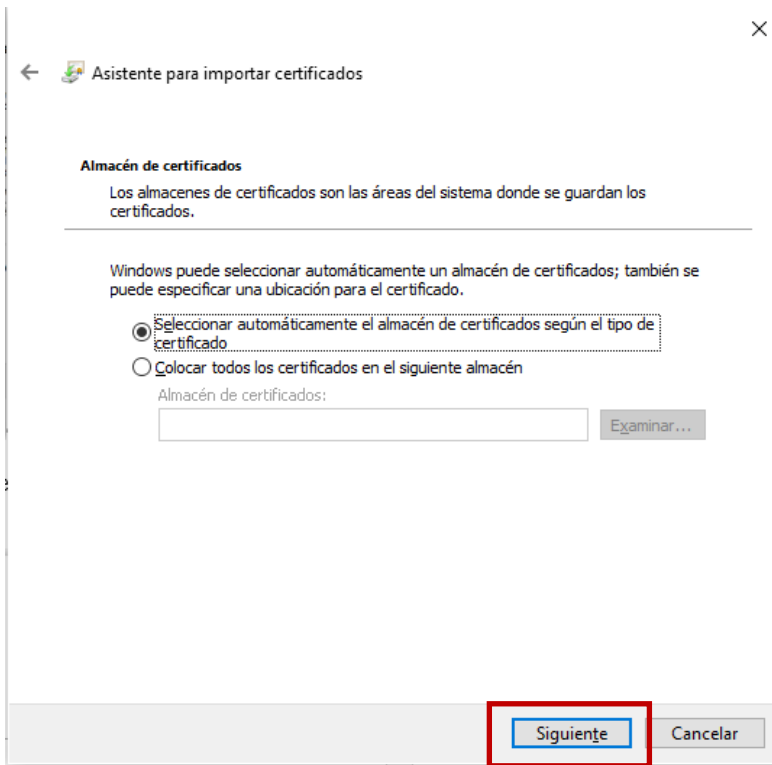 Asistente para importar certificados
Almacén de certificados
Los almacenes de certificados son las áreas del sistema donde se guardan los
certificados.
Windows puede seleccionar automáticamente un almacén de certificados; también se
puede especificar una ubicación para el certificado.
Seleccionar automáticamente el almacén de certificados según el tipo de
certificado
Colocar todos los certificados en el siguiente almacén
Almacén de certificados:
Examinar...
Siguiente Cancelar